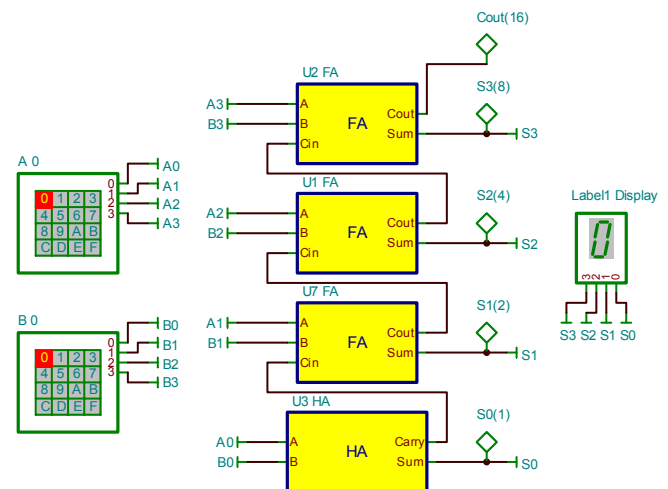 Cout(16)
U2 FA
A3
B3
A
B
Cin
FA
Cout
Sum
S3(8)
S3
A 0
0
1
2
3
0 1 2 3
4 5 6 7
8 9 A B
C D E F
A0
A1
A2
A3
U1 FA
A2
B2
A
B
Cin
FA
Cout
Sum
S2(4)
S2
Label1 Display
0
3 2 1 0
S3 S2 S1 S0
B 0
0
1
2
3
0 1 2 3
4 5 6 7
8 9 A B
C D E F
B0
B1
B2
B3
U7 FA
A1
B1
A
B
Cin
FA
Cout
Sum
S1(2)
S1
U3 HA
A0
B0
A
B
HA
Carry
Sum
S0(1)
S0